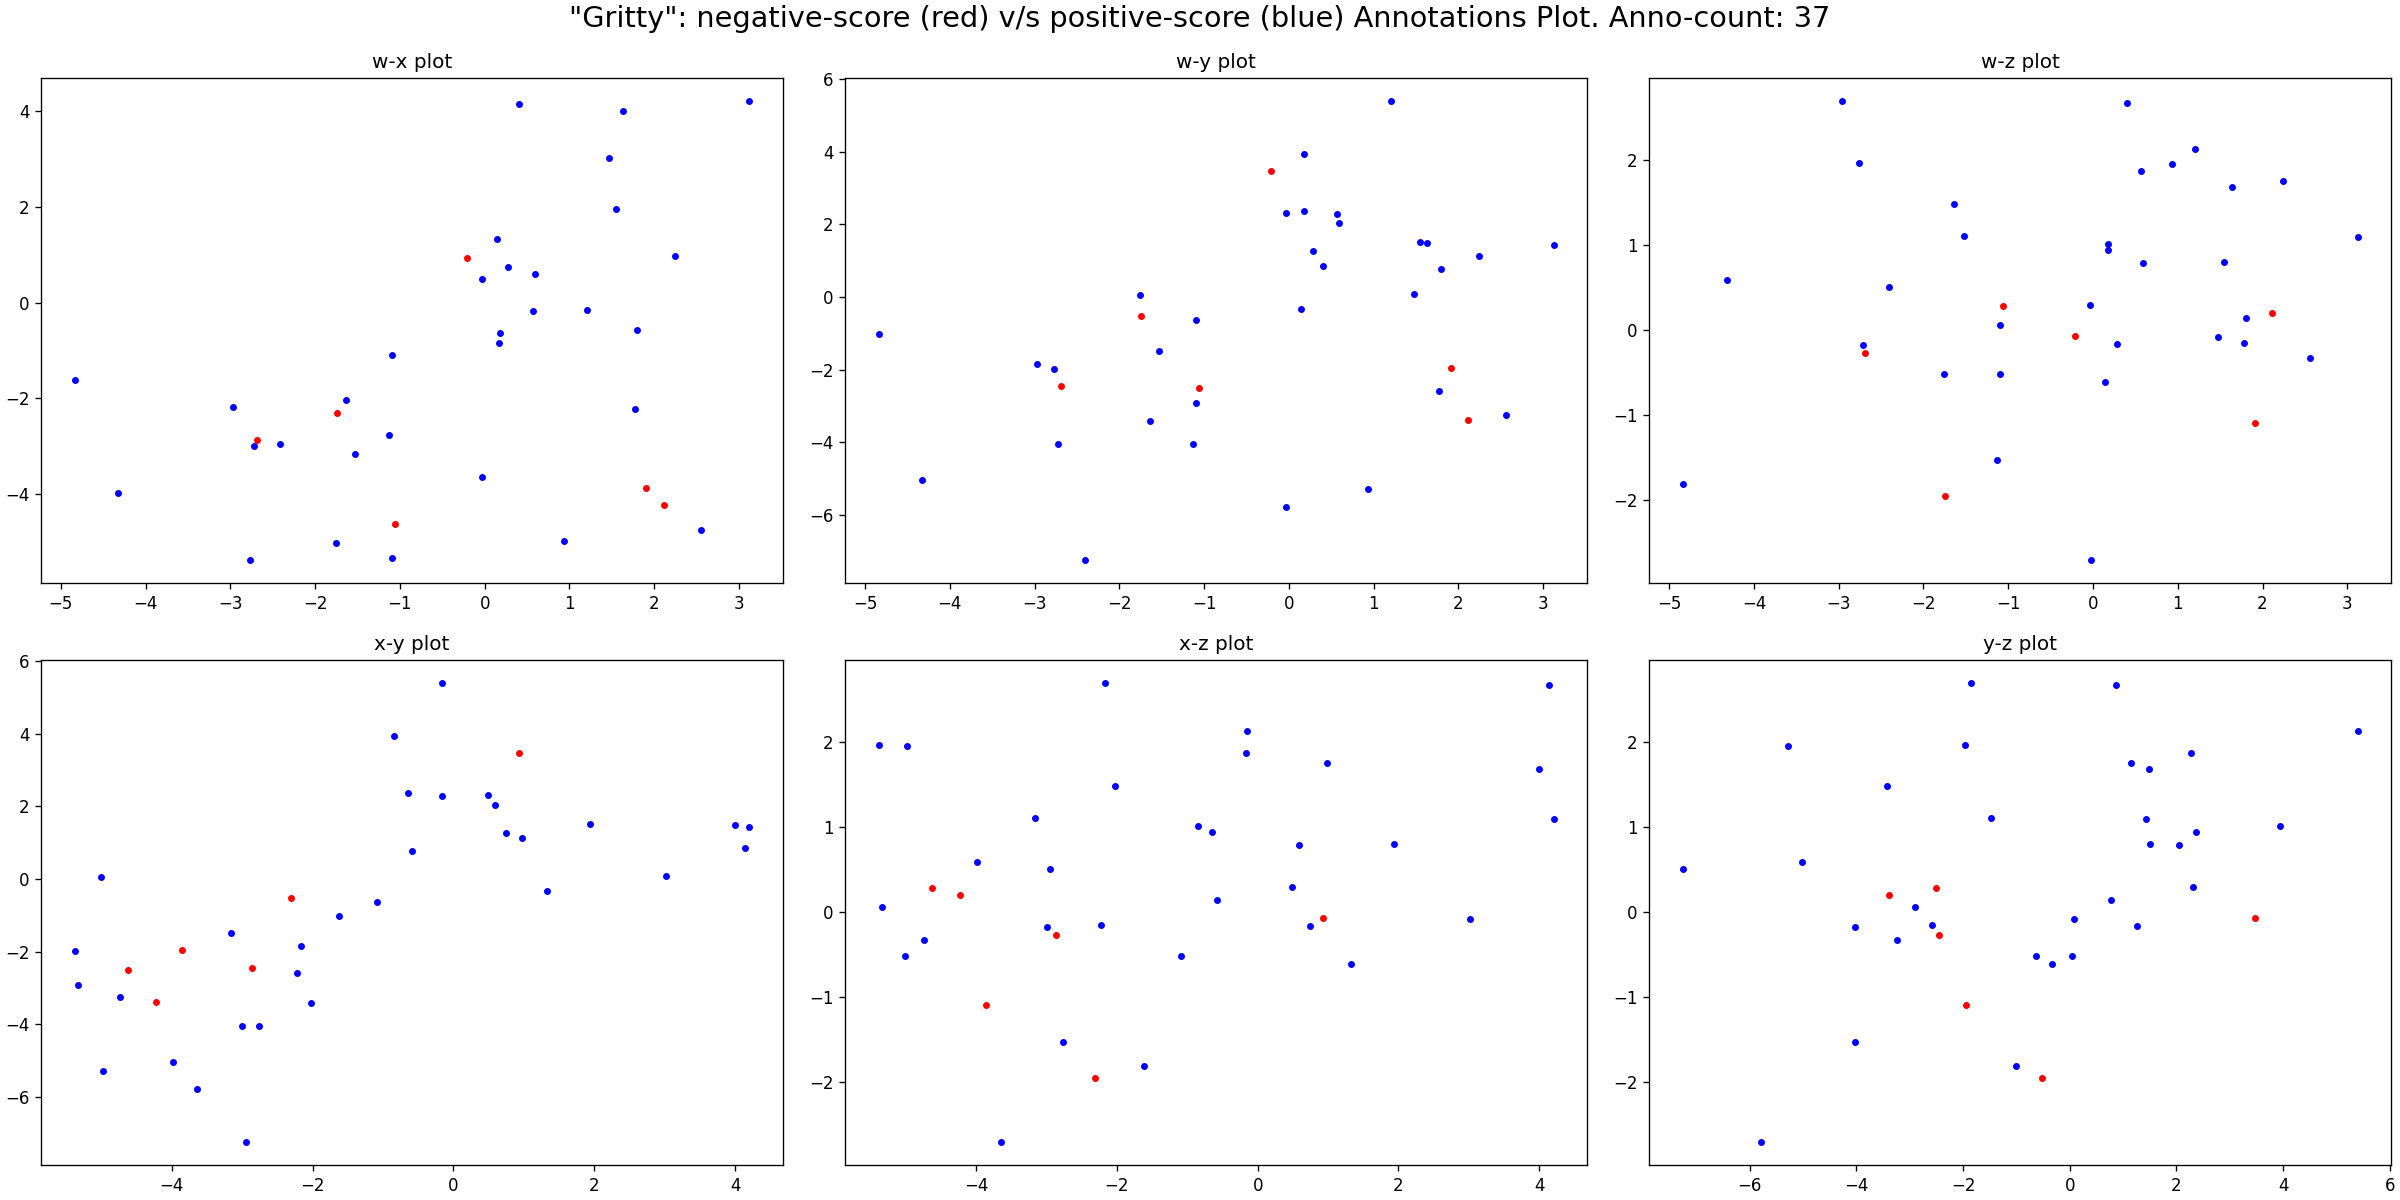 "Gritty": negative-score (red) v/s positive-score (blue) Annotations Plot. Anno-count: 37
w-x plot
w-y plot
w-z plot
4
2
0
−2
−4
−5 −4 −3 −2 −1 0 1 2 3
6
4
2
0
−2
−4
−6
−5 −4 −3 −2 −1 0 1 2 3
2
1
0
−1
−2
−5 −4 −3 −2 −1 0 1 2 3
x-y plot
x-z plot
y-z plot
6
4
2
0
−2
−4
−6
−4 −2 0 2 4
2
1
0
−1
−2
−4 −2 0 2 4
2
1
0
−1
−2
−6 −4 −2 0 2 4 6